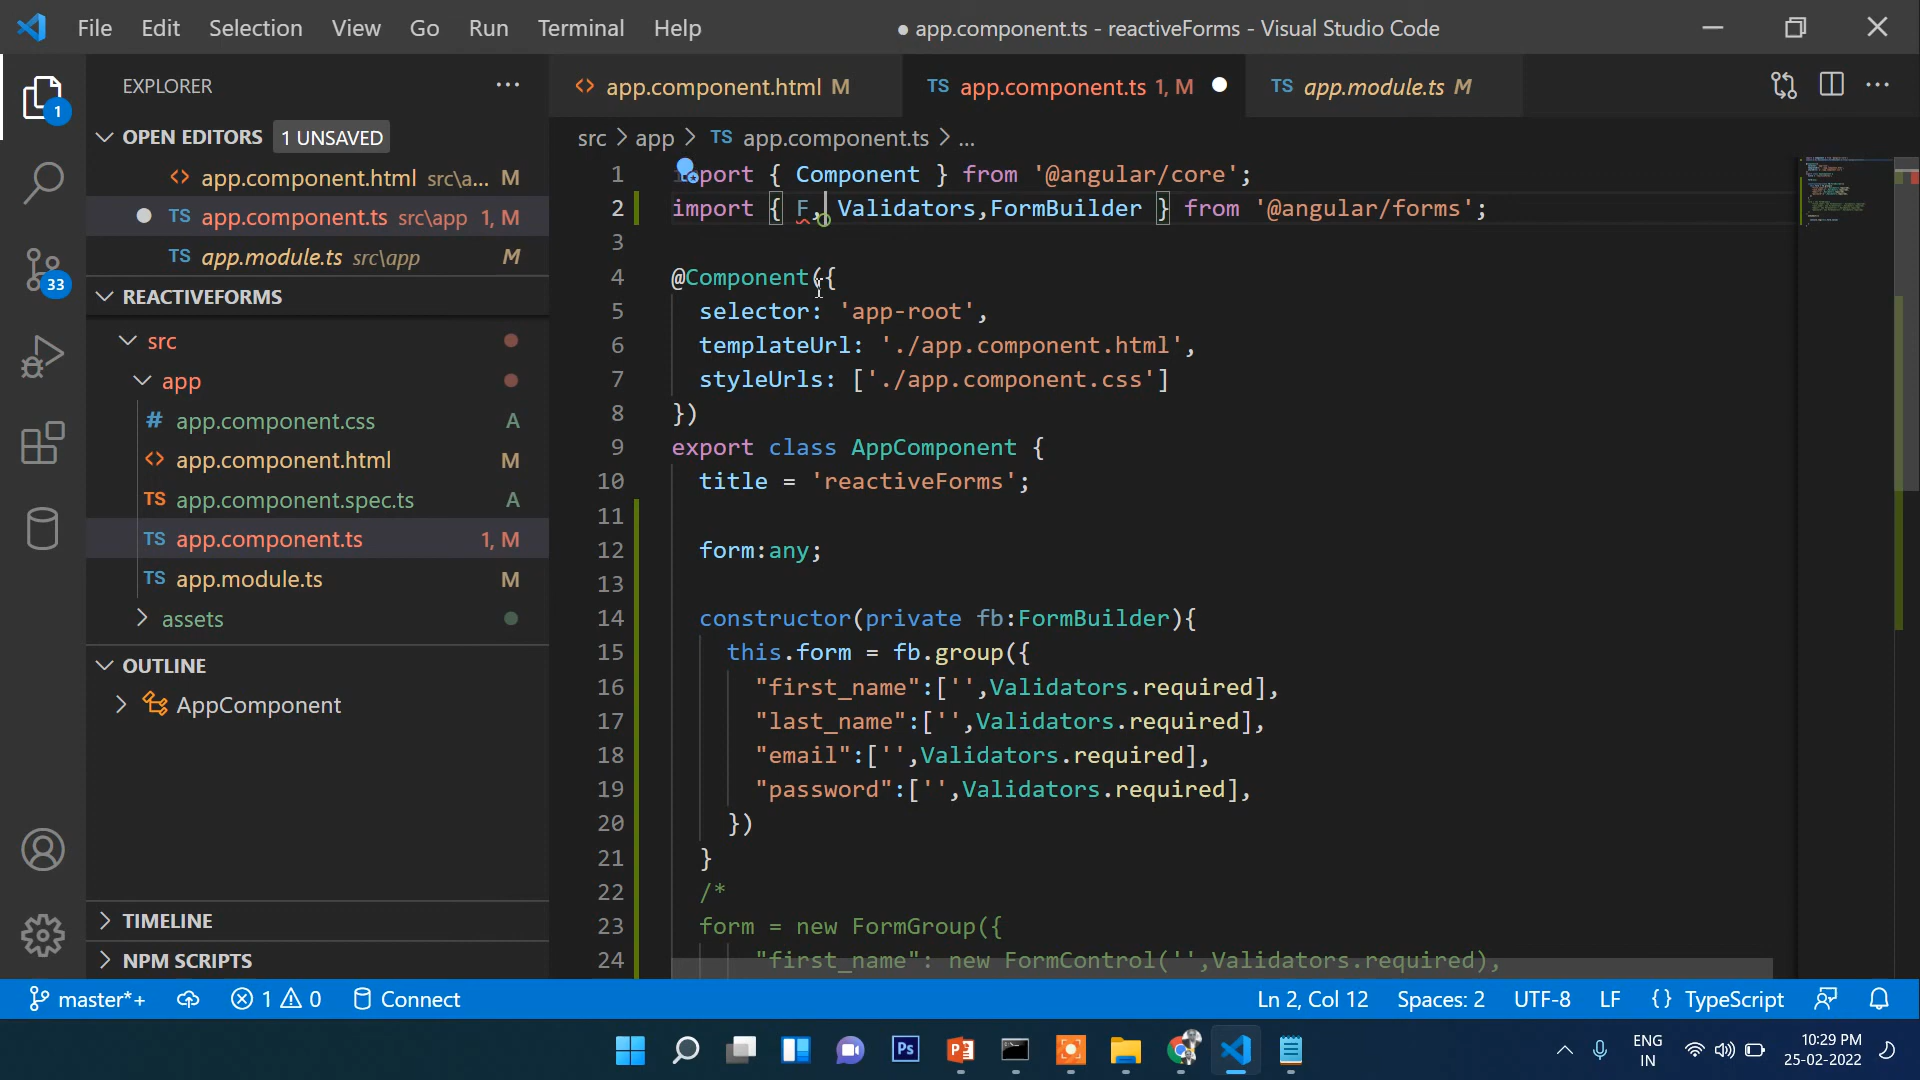 File Edit Selection View Go Run Terminal Help ● app.component.ts - reactiveForms - Visual Studio Code
EXPLORER ...
1
OPEN EDITORS 1 UNSAVED
<> app.component.html src\a... M
TS app.component.ts src\app 1, M
TS app.module.ts src\app M
33
REACTIVEFORMS
src
app
# app.component.css A
<> app.component.html M
TS app.component.spec.ts A
TS app.component.ts 1, M
TS app.module.ts M
assets
OUTLINE
AppComponent
TIMELINE
NPM SCRIPTS
<> app.component.html M TS app.component.ts 1, M TS app.module.ts M ...
src > app > TS app.component.ts > ...
1 import { Component } from '@angular/core';
2 import { F, Validators,FormBuilder } from '@angular/forms';
3
4 @Component({
5 selector: 'app-root',
6 templateUrl: './app.component.html',
7 styleUrls: ['./app.component.css']
8 })
9 export class AppComponent {
10 title = 'reactiveForms';
11
12 form:any;
13
14 constructor(private fb:FormBuilder){
15 this.form = fb.group({
16 "first_name":['',Validators.required],
17 "last_name":['',Validators.required],
18 "email":['',Validators.required],
19 "password":['',Validators.required],
20 })
21 }
22 /*
23 form = new FormGroup({
24 "first_name": new FormControl('',Validators.required),
master*+ 1 0 Connect Ln 2, Col 12 Spaces: 2 UTF-8 LF {} TypeScript
Ps P ENG IN 10:29 PM 25-02-2022